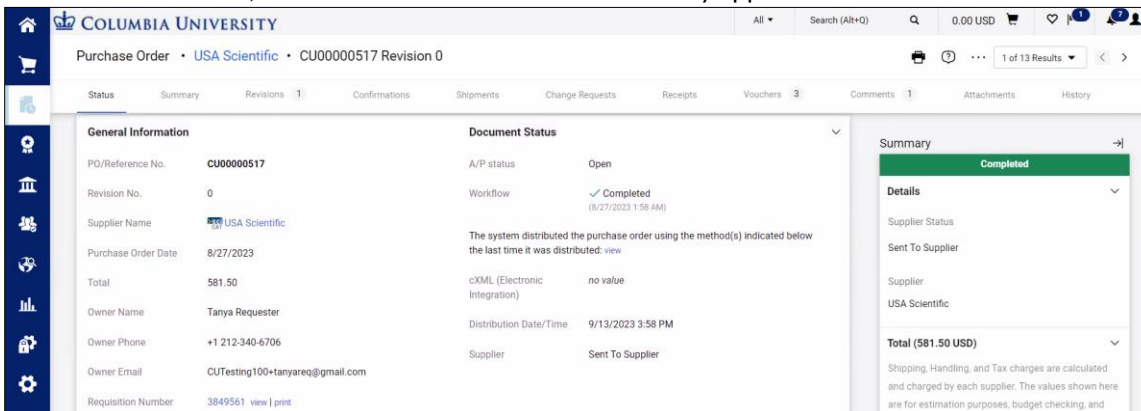 COLUMBIA UNIVERSITY
All
Search (Alt+Q)
0.00 USD
1
7
Purchase Order • USA Scientific • CU00000517 Revision 0
1 of 13 Results
Status Summary Revisions 1 Confirmations Shipments Change Requests Receipts Vouchers 3 Comments 1 Attachments History
General Information
PO/Reference No. CU00000517
Revision No. 0
Supplier Name USA Scientific
Purchase Order Date 8/27/2023
Total 581.50
Owner Name Tanya Requester
Owner Phone +1 212-340-6706
Owner Email CUTesting100+tanyareq@gmail.com
Requisition Number 3849561 view | print
Document Status
A/P status Open
Workflow Completed
(8/27/2023 1:58 AM)
The system distributed the purchase order using the method(s) indicated below
the last time it was distributed: view
cXML (Electronic
Integration) no value
Distribution Date/Time 9/13/2023 3:58 PM
Supplier Sent To Supplier
Summary
Completed
Details
Supplier Status
Sent To Supplier
Supplier
USA Scientific
Total (581.50 USD)
Shipping, Handling, and Tax charges are calculated
and charged by each supplier. The values shown here
are for estimation purposes, budget checking, and